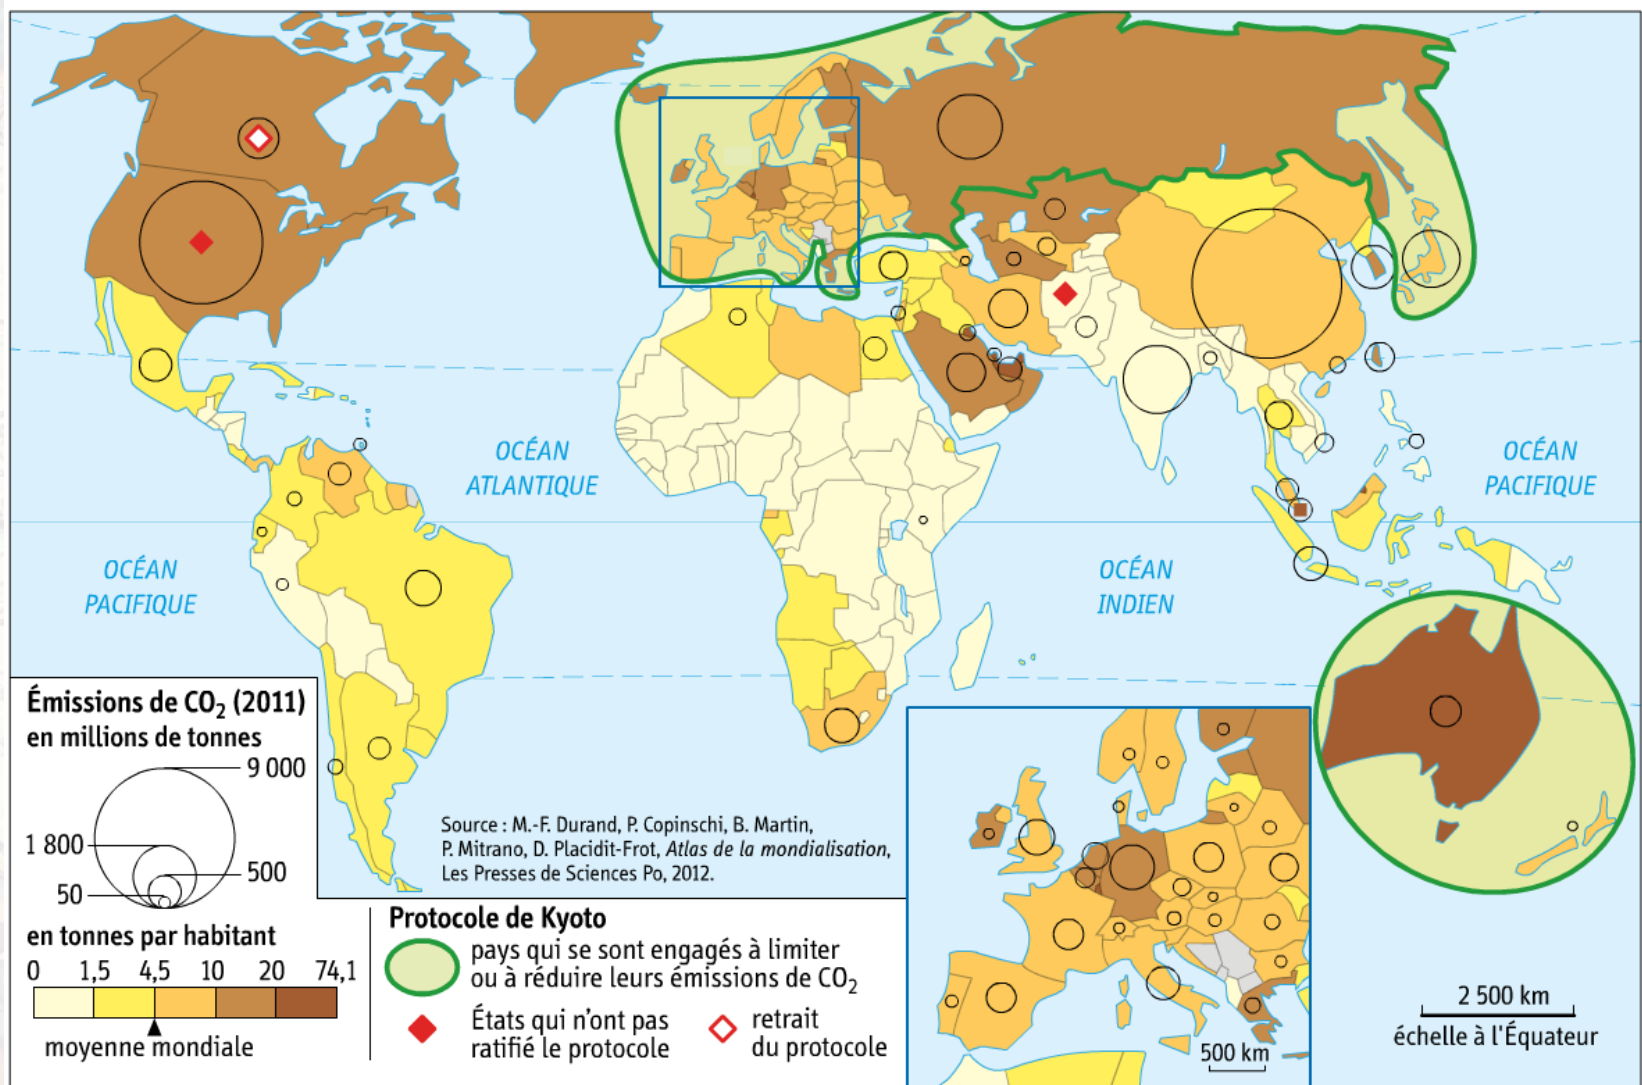 OCÉAN
ATLANTIQUE
OCÉAN
PACIFIQUE
OCÉAN
PACIFIQUE
OCÉAN
INDIEN
Émissions de CO₂ (2011)
en millions de tonnes
9 000
1 800
500
50
en tonnes par habitant
0 1,5 4,5 10 20 74,1
moyenne mondiale
Source : M.-F. Durand, P. Copinschi, B. Martin,
P. Mitrano, D. Placidit-Frot, Atlas de la mondialisation,
Les Presses de Sciences Po, 2012.
Protocole de Kyoto
pays qui se sont engagés à limiter
ou à réduire leurs émissions de CO₂
États qui n'ont pas
ratifié le protocole
retrait
du protocole
500 km
2 500 km
échelle à l'Équateur